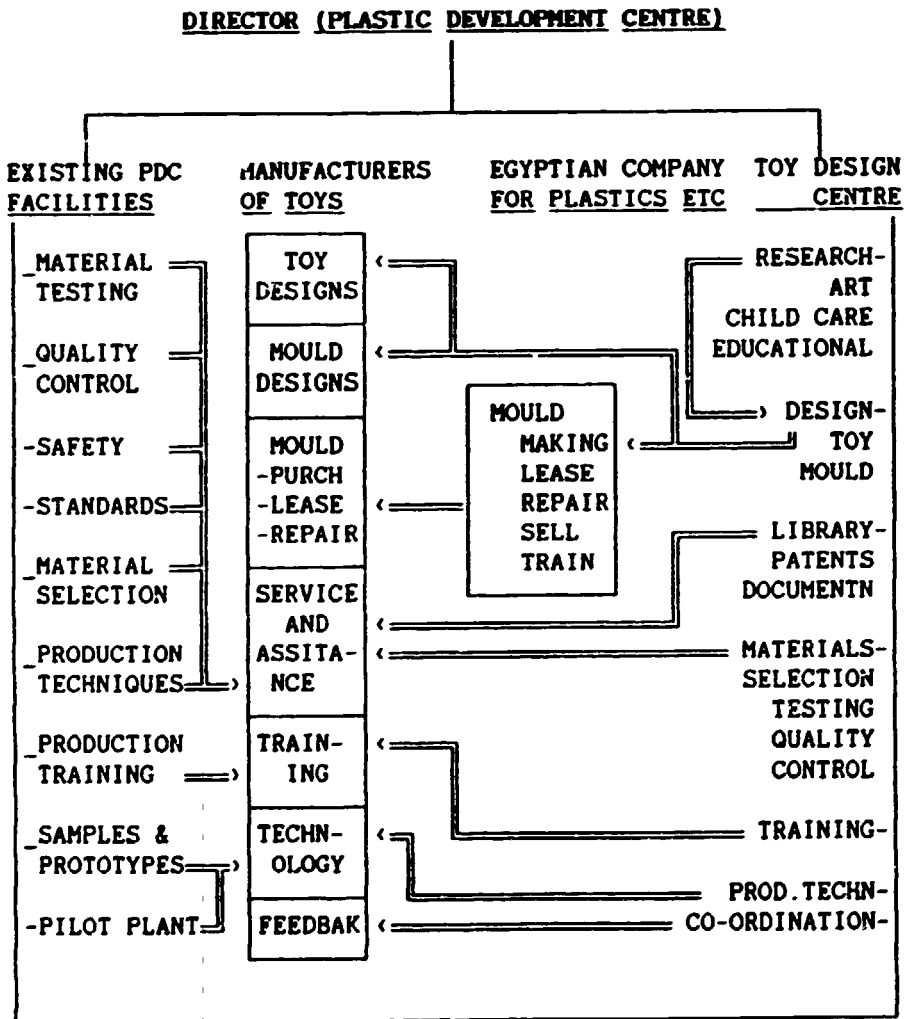 DIRECTOR (PLASTIC DEVELOPMENT CENTRE)
EXISTING PDC
FACILITIES
MANUFACTURERS
OF TOYS
EGYPTIAN COMPANY
FOR PLASTICS ETC
TOY DESIGN
CENTRE
_MATERIAL
TESTING
_QUALITY
CONTROL
-SAFETY
-STANDARDS
_MATERIAL
SELECTION
_PRODUCTION
TECHNIQUES
_PRODUCTION
TRAINING
_SAMPLES &
PROTOTYPES
-PILOT PLANT
TOY
DESIGNS
MOULD
DESIGNS
MOULD
-PURCH
-LEASE
-REPAIR
SERVICE
AND
ASSITA-
NCE
TRAIN-
ING
TECHN-
OLOGY
FEEDBAK
MOULD
MAKING
LEASE
REPAIR
SELL
TRAIN
RESEARCH-
ART
CHILD CARE
EDUCATIONAL
DESIGN-
TOY
MOULD
LIBRARY-
PATENTS
DOCUMENTN
MATERIALS-
SELECTION
TESTING
QUALITY
CONTROL
TRAINING-
PROD.TECHN-
CO-ORDINATION-